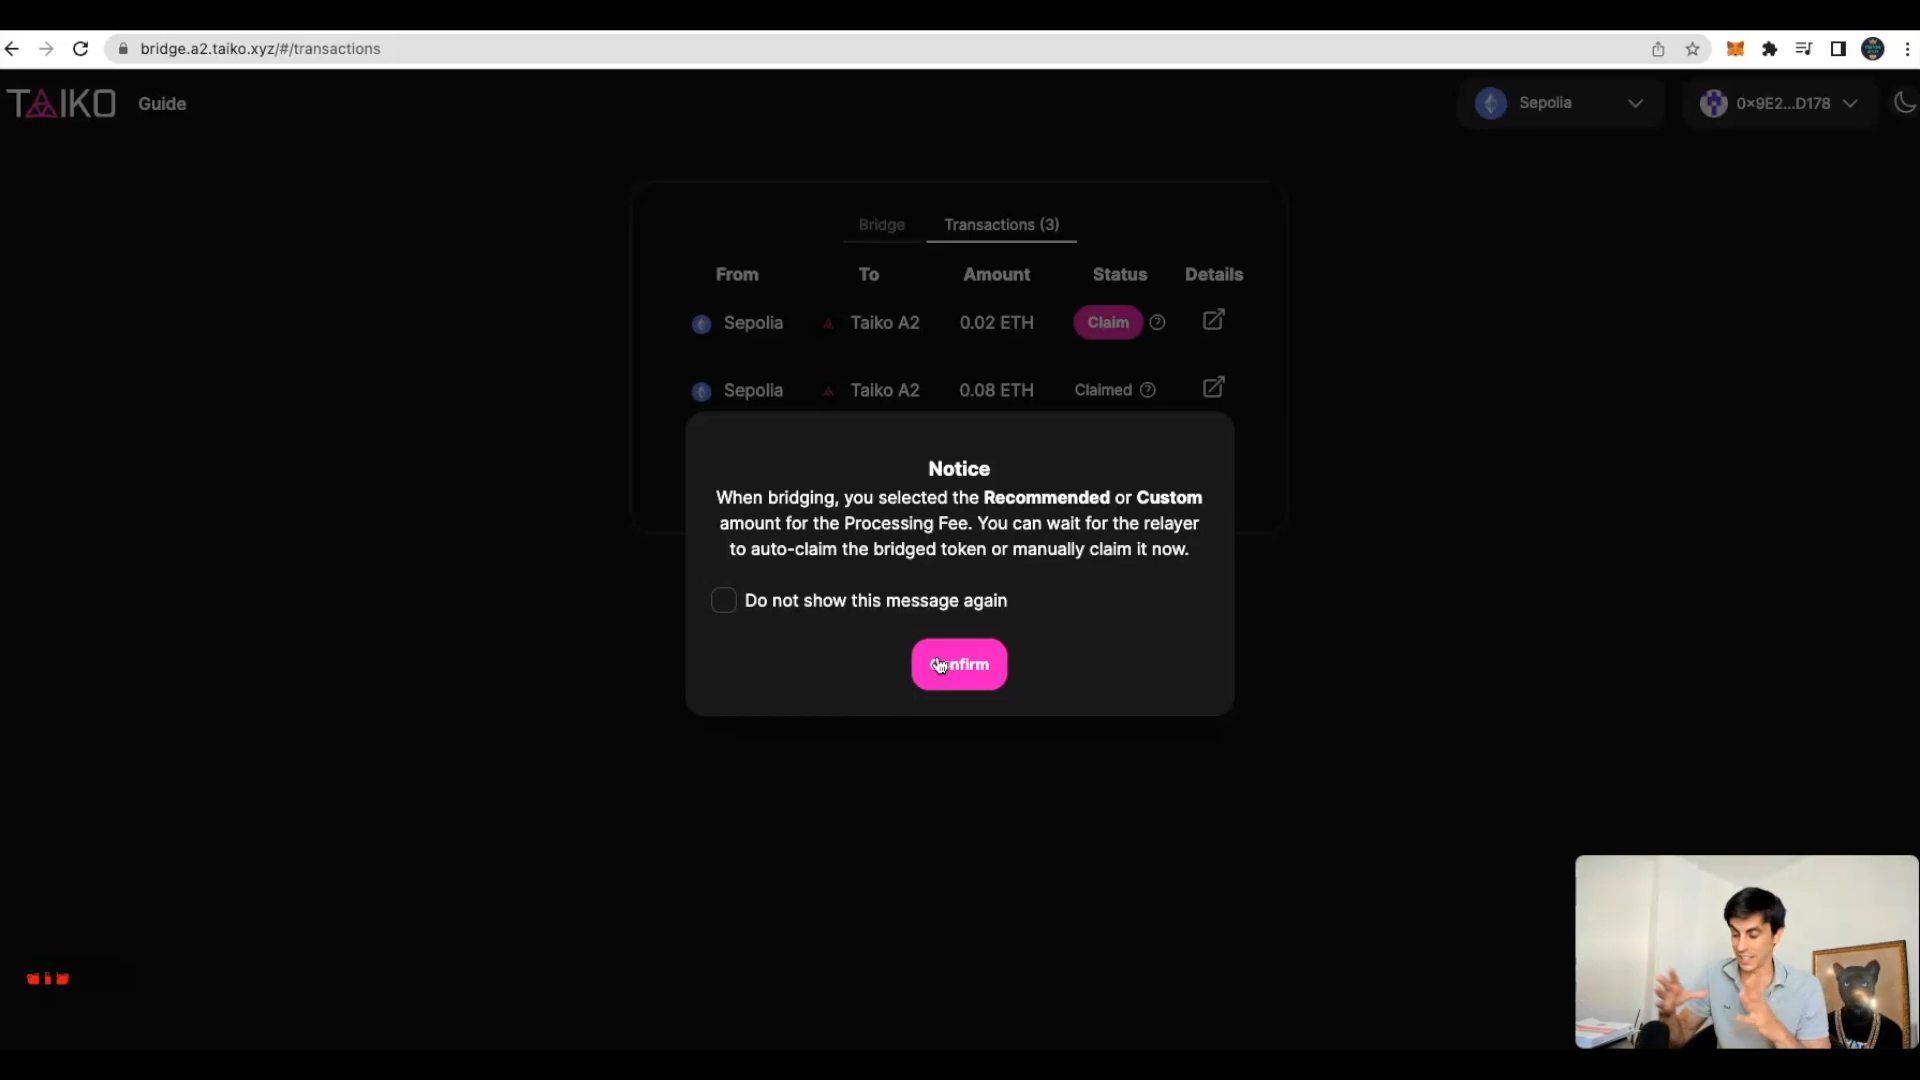 bridge.a2.taiko.xyz/#/transactions
TAIKO Guide
Sepolia
0×9E2...D178
Bridge
Transactions (3)
From To Amount Status Details
Sepolia Taiko A2 0.02 ETH Claim ?
Sepolia Taiko A2 0.08 ETH Claimed ?
Notice
When bridging, you selected the Recommended or Custom
amount for the Processing Fee. You can wait for the relayer
to auto-claim the bridged token or manually claim it now.
Do not show this message again
Confirm